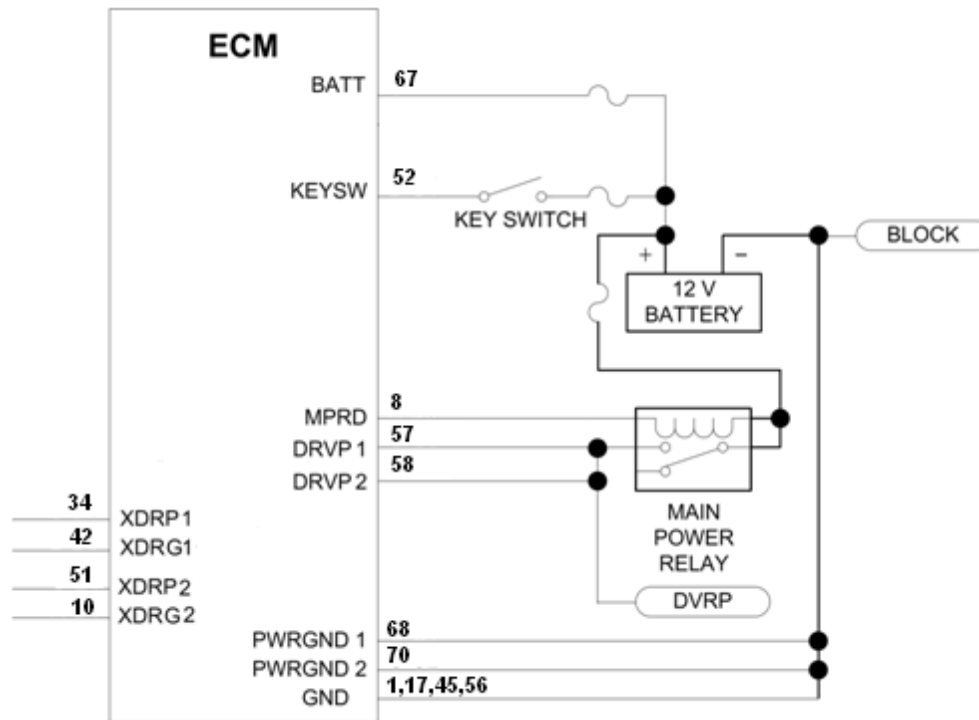 ECM
BATT 67
KEYSW 52
KEY SWITCH
BLOCK
+ −
12 V
BATTERY
MPRD 8
DRVP 1 57
DRVP 2 58
34 XDRP1
42 XDRG1
51 XDRP2
10 XDRG2
MAIN
POWER
RELAY
DVRP
PWRGND 1 68
PWRGND 2 70
GND 1,17,45,56